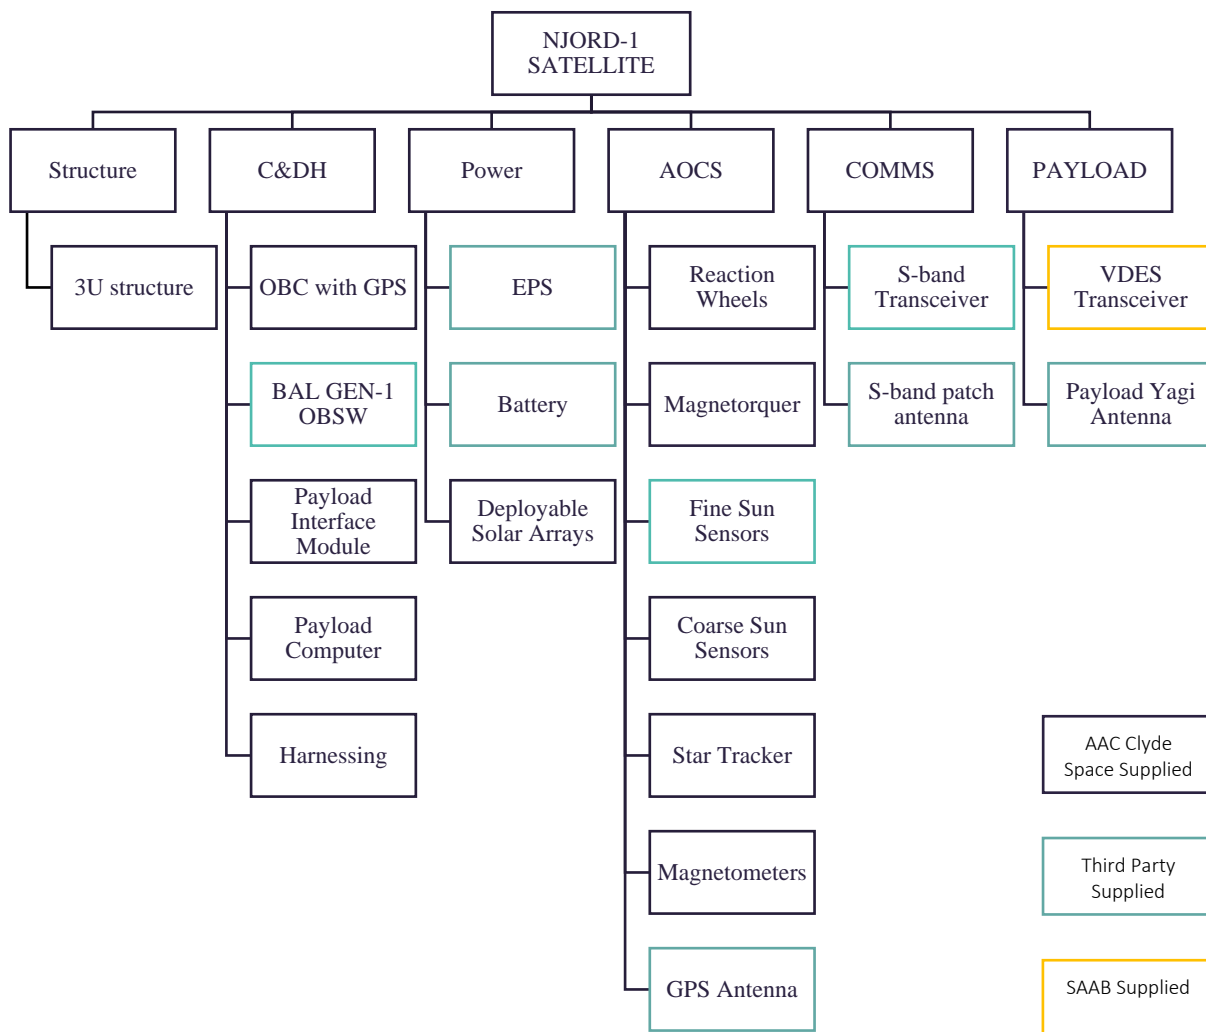 NJORD-1
SATELLITE
Structure
C&DH
Power
AOCS
COMMS
PAYLOAD
3U structure
OBC with GPS
EPS
Reaction
Wheels
S-band
Transceiver
VDES
Transceiver
BAL GEN-1
OBSW
Battery
Magnetorquer
S-band patch
antenna
Payload Yagi
Antenna
Payload
Interface
Module
Deployable
Solar Arrays
Fine Sun
Sensors
Payload
Computer
Coarse Sun
Sensors
Harnessing
Star Tracker
AAC Clyde
Space Supplied
Magnetometers
Third Party
Supplied
GPS Antenna
SAAB Supplied